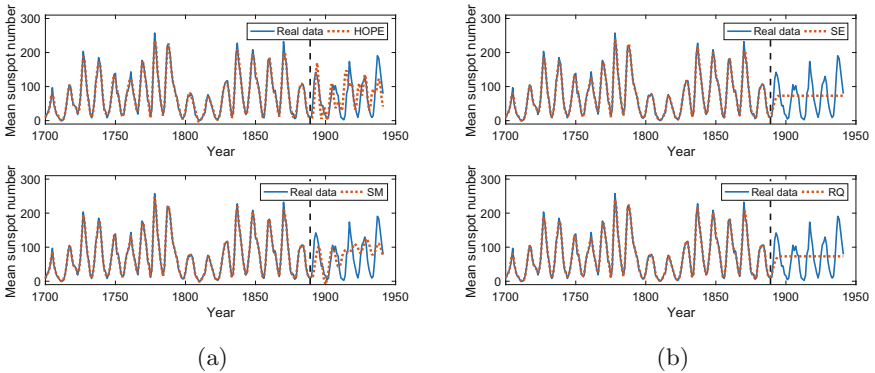 300
200
100
0
Mean sunspot number
Real data HOPE
1700 1750 1800 1850 1900 1950
Year
300
200
100
0
Mean sunspot number
Real data SM
1700 1750 1800 1850 1900 1950
Year
(a)
300
200
100
0
Mean sunspot number
Real data SE
1700 1750 1800 1850 1900 1950
Year
300
200
100
0
Mean sunspot number
Real data RQ
1700 1750 1800 1850 1900 1950
Year
(b)